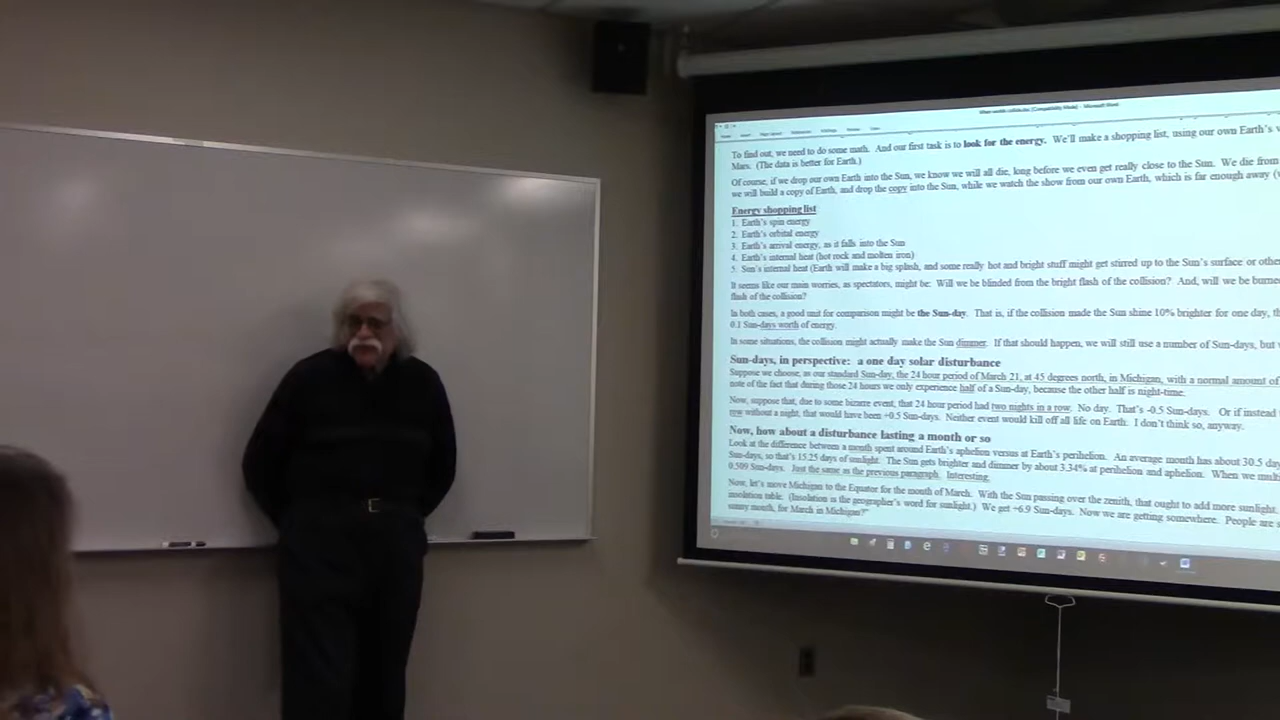 When worlds collide.doc [Compatibility Mode] - Microsoft Word
To find out, we need to do some math. And our first task is to look for the energy. We'll make a shopping list, using our own Earth's
Mars. (The data is better for Earth.)
Of course, if we drop our own Earth into the Sun, we know we will all die, long before we even get really close to the Sun. We die from
we will build a copy of Earth, and drop the copy into the Sun, while we watch the show from our own Earth, which is far enough away
Energy shopping list
1. Earth's spin energy
2. Earth's orbital energy
3. Earth's arrival energy, as it falls into the Sun
4. Earth's internal heat (hot rock and molten iron)
5. Sun's internal heat (Earth will make a big splash, and some really hot and bright stuff might get stirred up to the Sun's surface or
It seems like our main worries, as spectators, might be: Will we be blinded from the bright flash of the collision? And, will we be
flash of the collision?
In both cases, a good unit for comparison might be the Sun-day. That is, if the collision made the Sun shine 10% brighter for one day,
0.1 Sun-days worth of energy.
In some situations, the collision might actually make the Sun dimmer. If that should happen, we will still use a number of Sun-days, but
Sun-days, in perspective: a one day solar disturbance
Suppose we choose, as our standard Sun-day, the 24 hour period of March 21, at 45 degrees north, in Michigan, with a normal amount of
note of the fact that during those 24 hours we only experience half of a Sun-day, because the other half is night-time.
Now, suppose that, due to some bizarre event, that 24 hour period had two nights in a row. No day. That's -0.5 Sun-days. Or if instead
row without a night, that would have been +0.5 Sun-days. Neither event would kill off all life on Earth. I don't think so, anyway.
Now, how about a disturbance lasting a month or so
Look at the difference between a month spent around Earth's aphelion versus at Earth's perihelion. An average month has about 30.5
Sun-days, so that's 15.25 days of sunlight. The Sun gets brighter and dimmer by about 3.34% at perihelion and aphelion. When we
0.509 Sun-days. Just the same as the previous paragraph. Interesting.
Now, let's move Michigan to the Equator for the month of March. With the Sun passing over the zenith, that ought to add more sunlight.
insolation table. (Insolation is the geographer's word for sunlight.) We get +6.9 Sun-days. Now we are getting somewhere. People are
sunny month, for March in Michigan?"